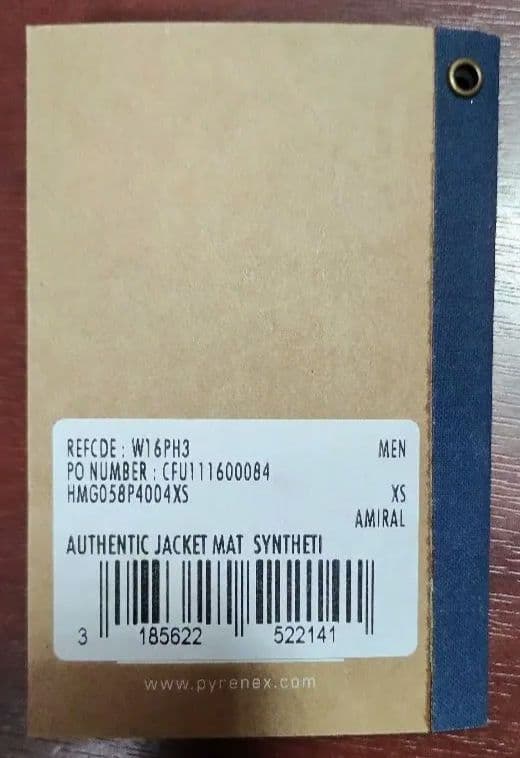 REFCDE : W16PH3 MEN
PO NUMBER : CFU111600084
HMG058P4004XS XS
AMIRAL
AUTHENTIC JACKET MAT SYNTHETI
3 185622 522141
www.pyrenex.com